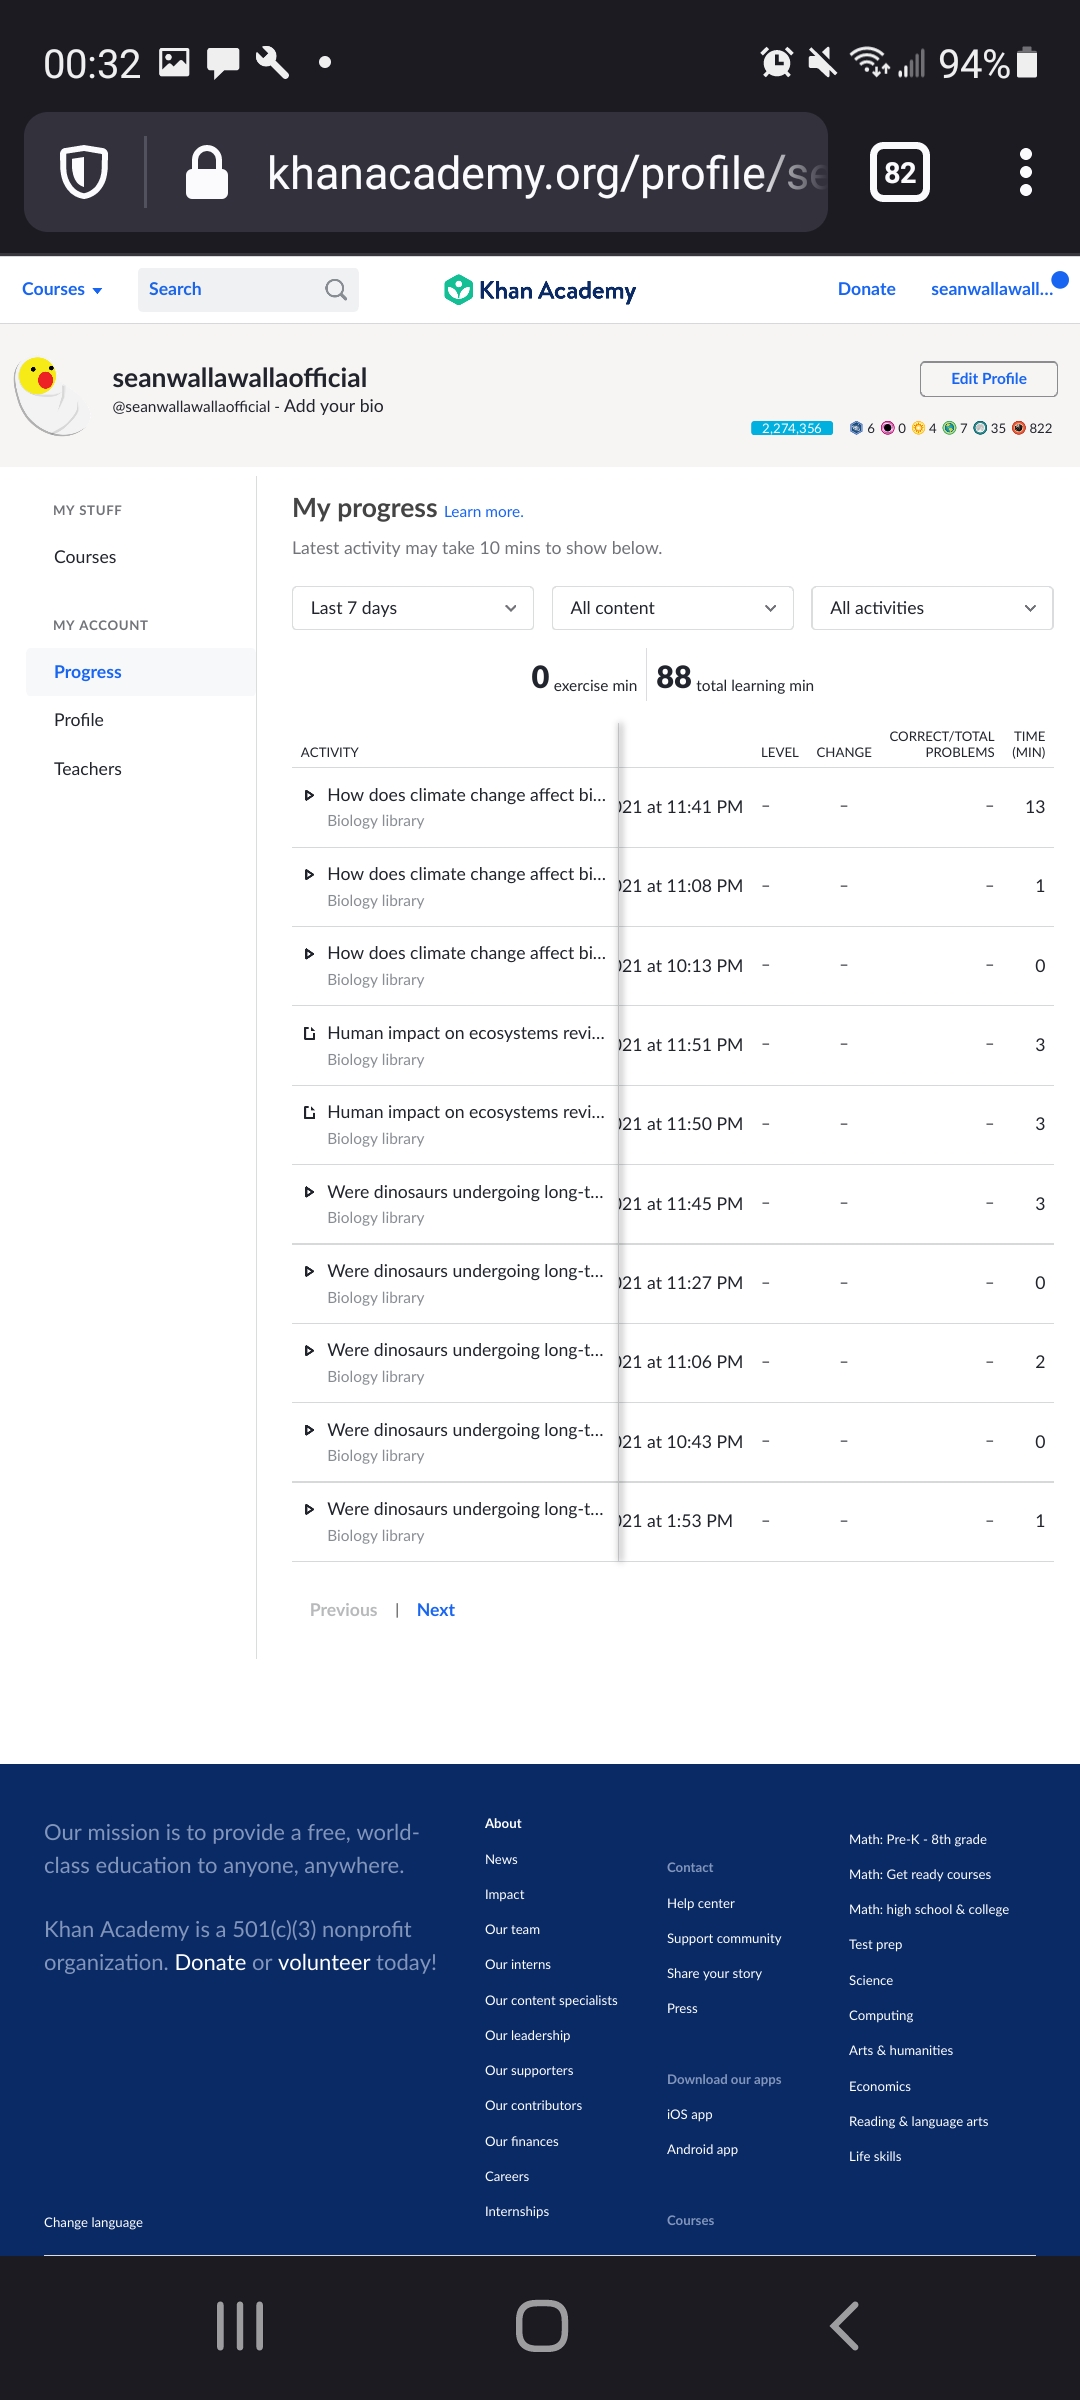 00:32 94%
khanacademy.org/profile/se 82
Courses Search Khan Academy Donate seanwallawall...
seanwallawallaofficial
@seanwallawallaofficial - Add your bio
Edit Profile
2,274,356 6 0 4 7 35 822
MY STUFF
Courses
MY ACCOUNT
Progress
Profile
Teachers
My progress Learn more.
Latest activity may take 10 mins to show below.
Last 7 days All content All activities
0 exercise min 88 total learning min
ACTIVITY LEVEL CHANGE CORRECT/TOTAL PROBLEMS TIME (MIN)
How does climate change affect bi... 021 at 11:41 PM – – – 13
Biology library
How does climate change affect bi... 021 at 11:08 PM – – – 1
Biology library
How does climate change affect bi... 021 at 10:13 PM – – – 0
Biology library
Human impact on ecosystems revi... 021 at 11:51 PM – – – 3
Biology library
Human impact on ecosystems revi... 021 at 11:50 PM – – – 3
Biology library
Were dinosaurs undergoing long-t... 021 at 11:45 PM – – – 3
Biology library
Were dinosaurs undergoing long-t... 021 at 11:27 PM – – – 0
Biology library
Were dinosaurs undergoing long-t... 021 at 11:06 PM – – – 2
Biology library
Were dinosaurs undergoing long-t... 021 at 10:43 PM – – – 0
Biology library
Were dinosaurs undergoing long-t... 021 at 1:53 PM – – – 1
Biology library
Previous | Next
Our mission is to provide a free, world-
class education to anyone, anywhere.
Khan Academy is a 501(c)(3) nonprofit
organization. Donate or volunteer today!
Change language
About
News
Impact
Our team
Our interns
Our content specialists
Our leadership
Our supporters
Our contributors
Our finances
Careers
Internships
Contact
Help center
Support community
Share your story
Press
Download our apps
iOS app
Android app
Courses
Math: Pre-K - 8th grade
Math: Get ready courses
Math: high school & college
Test prep
Science
Computing
Arts & humanities
Economics
Reading & language arts
Life skills